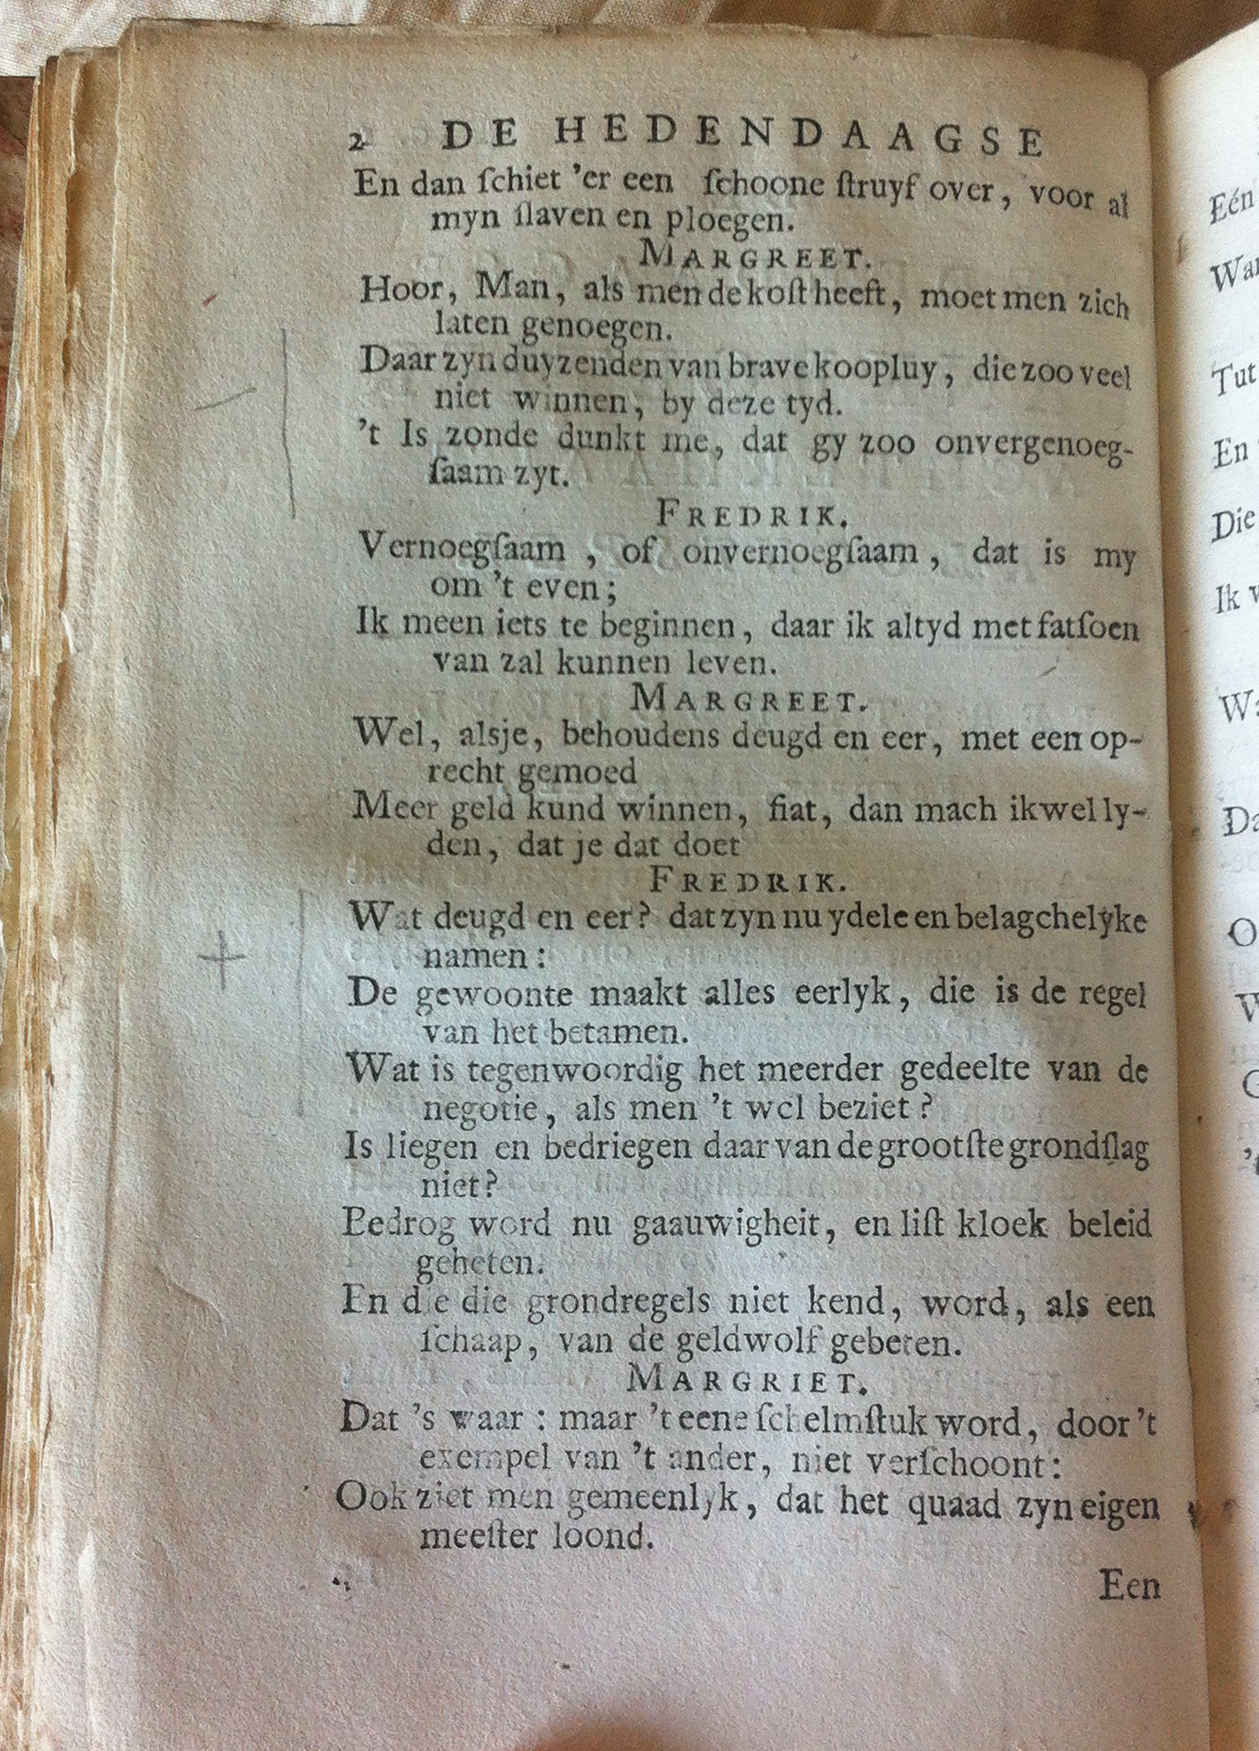 2 DE HEDENDAAGSE
En dan ſchiet 'er een ſchoone ſtruyf over, voor al
myn ſlaven en ploegen.
MARGREET.
Hoor, Man, als men de koſt heeft, moet men zich
laten genoegen.
Daar zyn duyzenden van brave koopluy, die zoo veel
niet winnen, by deze tyd.
't Is zonde dunkt me, dat gy zoo onvergenoeg-
ſaam zyt.
FREDRIK.
Vernoegſaam, of onvernoegſaam, dat is my
om 't even;
Ik meen iets te beginnen, daar ik altyd met fatſoen
van zal kunnen leven.
MARGREET.
Wel, alsje, behoudens deugd en eer, met een op-
recht gemoed
Meer geld kund winnen, fiat, dan mach ik wel ly-
den, dat je dat doet
FREDRIK.
Wat deugd en eer? dat zyn nu ydele en belagchelyke
namen:
De gewoonte maakt alles eerlyk, die is de regel
van het betamen.
Wat is tegenwoordig het meerder gedeelte van de
negotie, als men 't wel beziet?
Is liegen en bedriegen daar van de grootſte grondſlag
niet?
Bedrog word nu gaauwigheit, en liſt kloek beleid
geheten.
En die die grondregels niet kend, word, als een
ſchaap, van de geldwolf gebeten.
MARGRIET.
Dat 's waar: maar 't eene ſchelmſtuk word, door 't
exempel van 't ander, niet verſchoont:
Ook ziet men gemeenlyk, dat het quaad zyn eigen
meeſter loond.
Een
Eén
Tut
En
Die
Ik